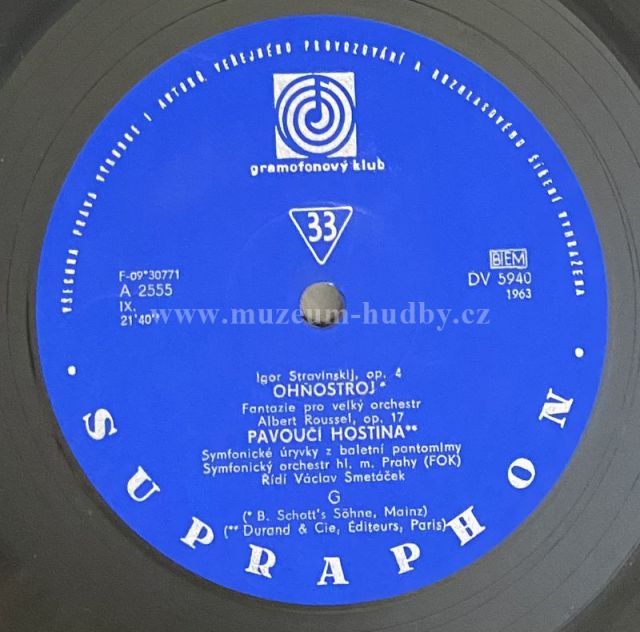 VŠECHNA PRÁVA VÝROBNÍ I AUTORŮ, VEŘEJNÉHO PROVOZOVÁNÍ A ROZHLASOVÉHO ŠÍŘENÍ VYHRAŽENA
gramofonový klub
33
F-09*30771
A 2555
IX.
21'40"
BIEM
DV 5940
1963
www.muzeum-hudby.cz
Igor Stravinskij, op. 4
OHŇOSTROJ*
Fantazie pro velký orchestr
Albert Roussel, op. 17
PAVOUČÍ HOSTINA**
Symfonické úryvky z baletní pantomimy
Symfonický orchestr hl. m. Prahy (FOK)
Řídí Václav Smetáček
G
(* B. Schott's Söhne, Mainz)
(** Durand & Cie, Éditeurs, Paris)
• SUPRAPHON •